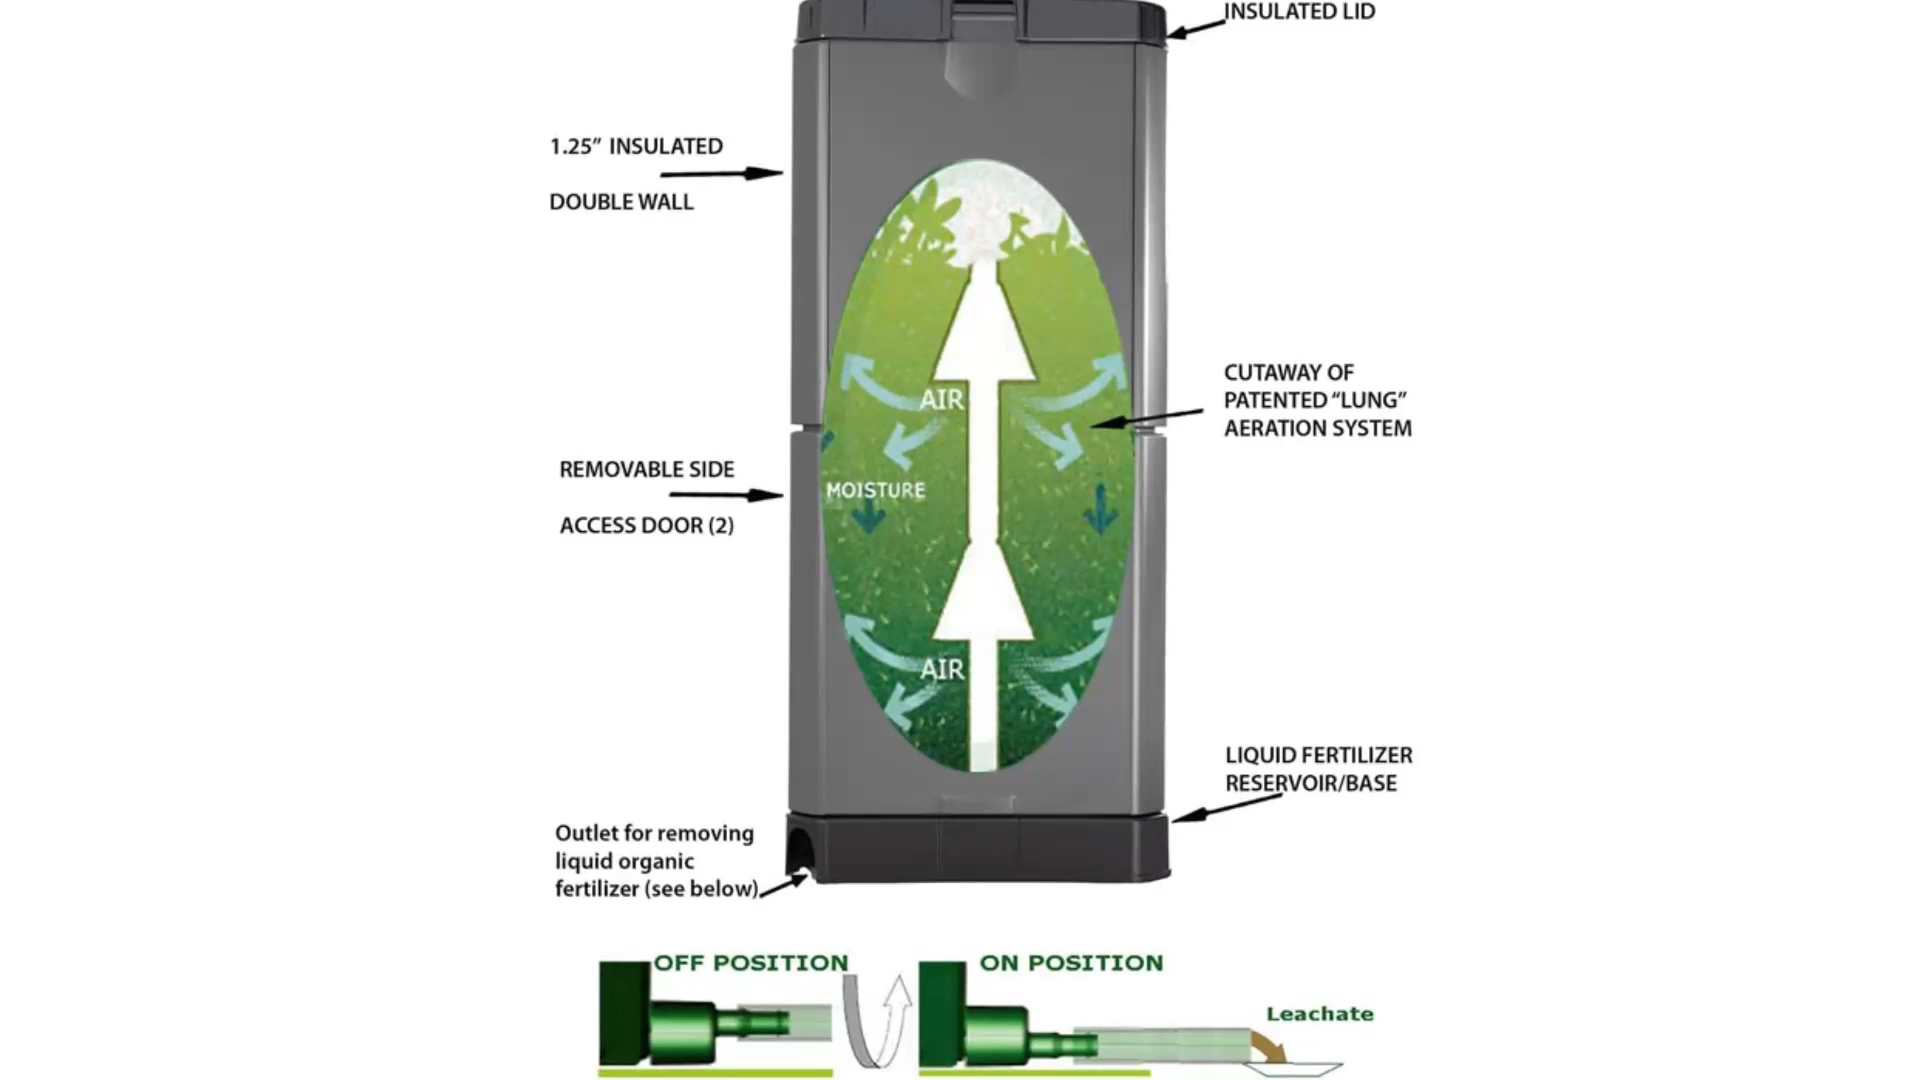 INSULATED LID
1.25” INSULATED
DOUBLE WALL
CUTAWAY OF
PATENTED “LUNG”
AERATION SYSTEM
AIR
REMOVABLE SIDE
ACCESS DOOR (2)
MOISTURE
AIR
LIQUID FERTILIZER
RESERVOIR/BASE
Outlet for removing
liquid organic
fertilizer (see below)
OFF POSITION
ON POSITION
Leachate